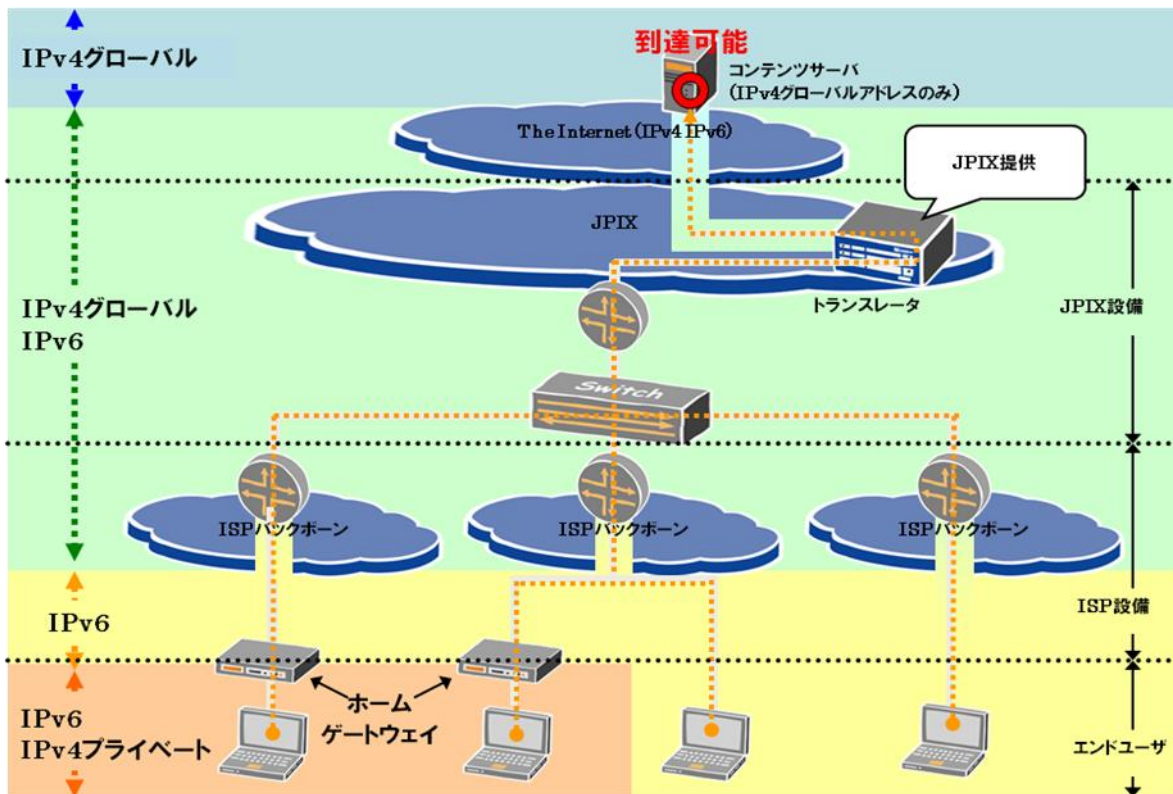 IPv4グローバル
到達可能
コンテンツサーバ
(IPv4グローバルアドレスのみ)
The Internet(IPv4 IPv6)
JPIX提供
JPIX
トランスレータ
IPv4グローバル
IPv6
JPIX設備
Switch
ISPバックボーン
ISPバックボーン
ISPバックボーン
IPv6
ISP設備
ホーム
ゲートウェイ
IPv6
IPv4プライベート
エンドユーザ